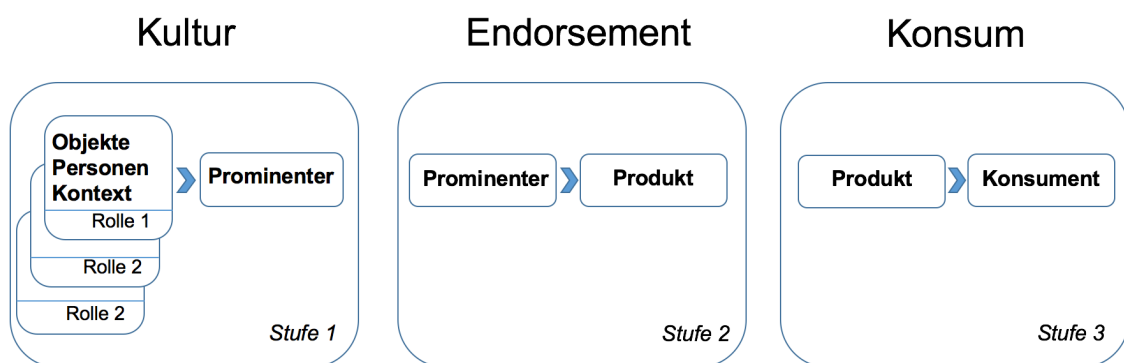 Kultur
Endorsement
Konsum
Objekte
Personen
Kontext
Rolle 1
Rolle 2
Rolle 2
Prominenter
Stufe 1
Prominenter
Produkt
Stufe 2
Produkt
Konsument
Stufe 3